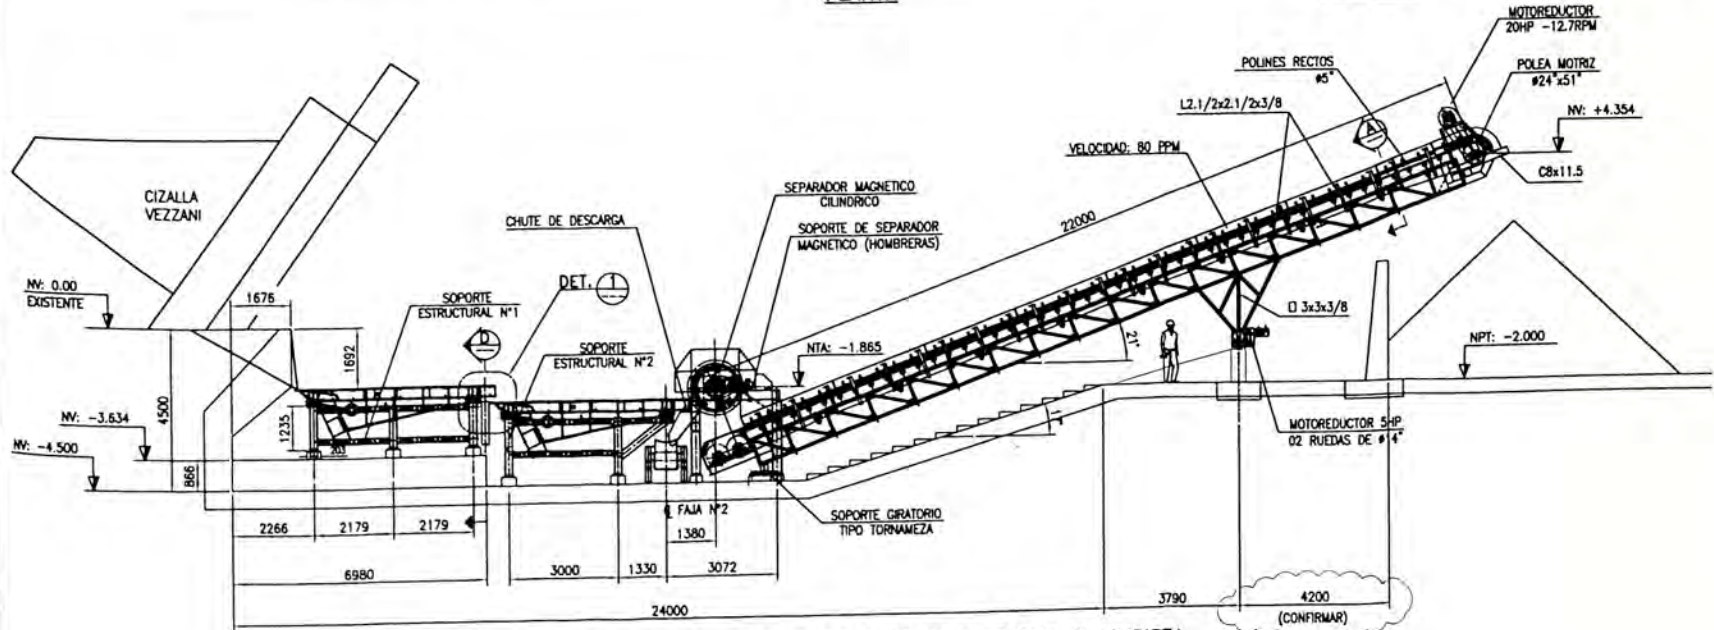 MOTOREDUCTOR
20HP -12.7RPM
POLINES RECTOS
ø5"
POLEA MOTRIZ
ø24"x51"
L2.1/2x2.1/2x3/8
NV: +4.354
A
VELOCIDAD: 80 PPM
C8x11.5
CIZALLA
VEZZANI
SEPARADOR MAGNETICO
CILINDRICO
CHUTE DE DESCARGA
SOPORTE DE SEPARADOR
MAGNETICO (HOMBRERAS)
22000
NV: 0.00
EXISTENTE
1676
SOPORTE
ESTRUCTURAL N°1
DET. 1
D
SOPORTE
ESTRUCTURAL N°2
1692
NTA: -1.865
21°
3x3x3/8
NPT: -2.000
4500
NV: -3.634
1235
203
NV: -4.500
866
MOTOREDUCTOR 5HP
02 RUEDAS DE
FAJA N°2
SOPORTE GIRATORIO
TIPO TORNAMEZA
2266
2179
2179
1380
6980
3000
1330
3072
24000
3790
4200
(CONFIRMAR)